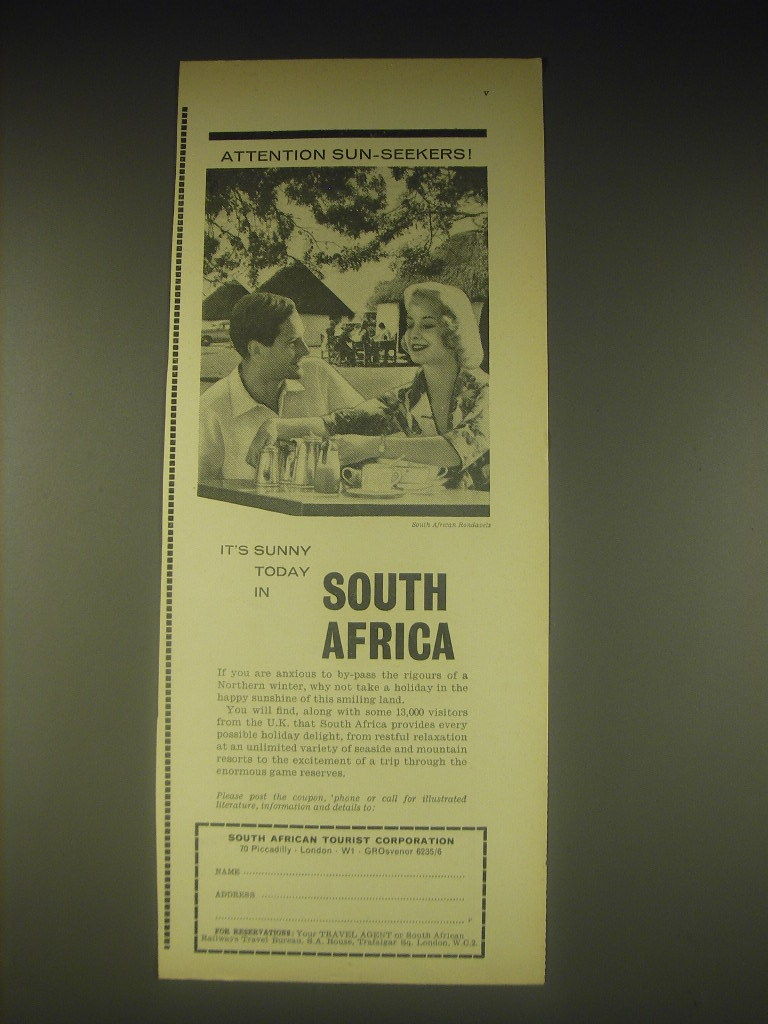 v
ATTENTION SUN-SEEKERS!
South African Rondavels
IT'S SUNNY
TODAY
IN
SOUTH
AFRICA
If you are anxious to by-pass the rigours of a
Northern winter, why not take a holiday in the
happy sunshine of this smiling land.
You will find, along with some 13,000 visitors
from the U.K. that South Africa provides every
possible holiday delight, from restful relaxation
at an unlimited variety of seaside and mountain
resorts to the excitement of a trip through the
enormous game reserves.
Please post the coupon, 'phone or call for illustrated
literature, information and details to:
SOUTH AFRICAN TOURIST CORPORATION
70 Piccadilly · London · W1 · GROsvenor 6235/6
NAME
ADDRESS
P
FOR RESERVATIONS: Your TRAVEL AGENT or South African
Railways Travel Bureau, S.A. House, Trafalgar Sq. London, W.C.2.